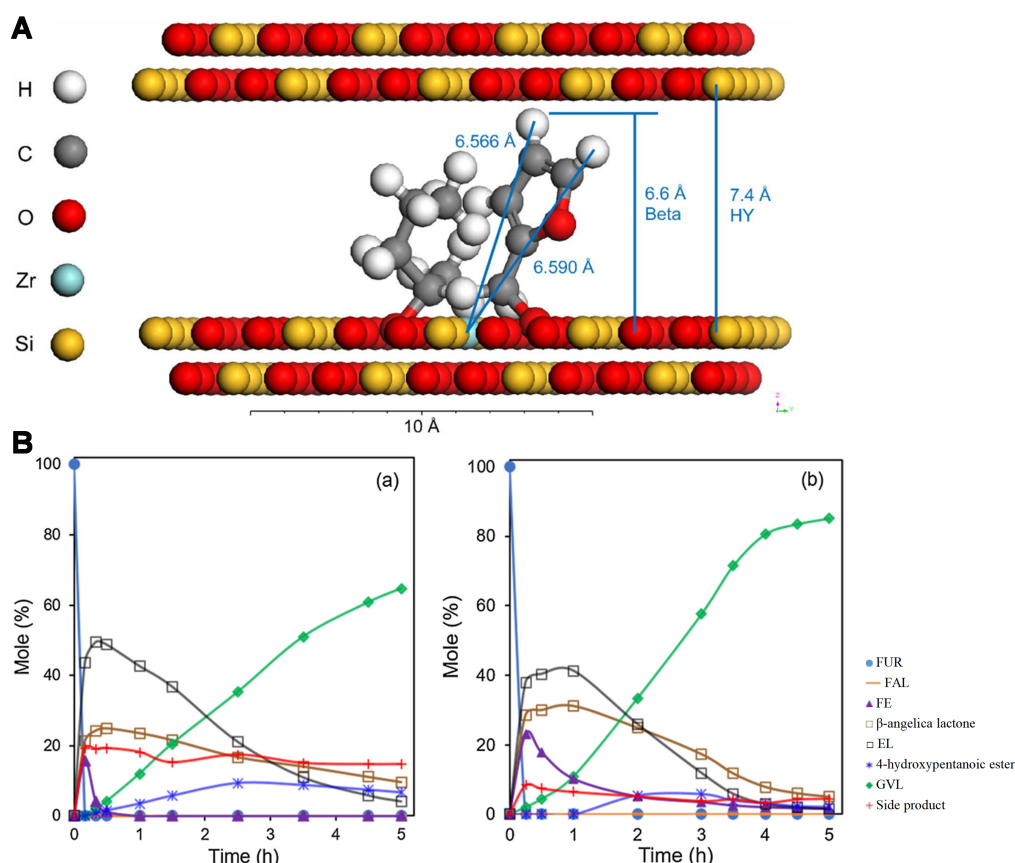 A
H
C
O
Zr
Si
6.566 Å
6.590 Å
6.6 Å
Beta
7.4 Å
HY
10 Å
Z
Y
B
(a)
Mole (%)
100
80
60
40
20
0
0 1 2 3 4 5
Time (h)
(b)
Mole (%)
100
80
60
40
20
0
0 1 2 3 4 5
Time (h)
FUR
FAL
FE
β-angelica lactone
EL
4-hydroxypentanoic ester
GVL
Side product